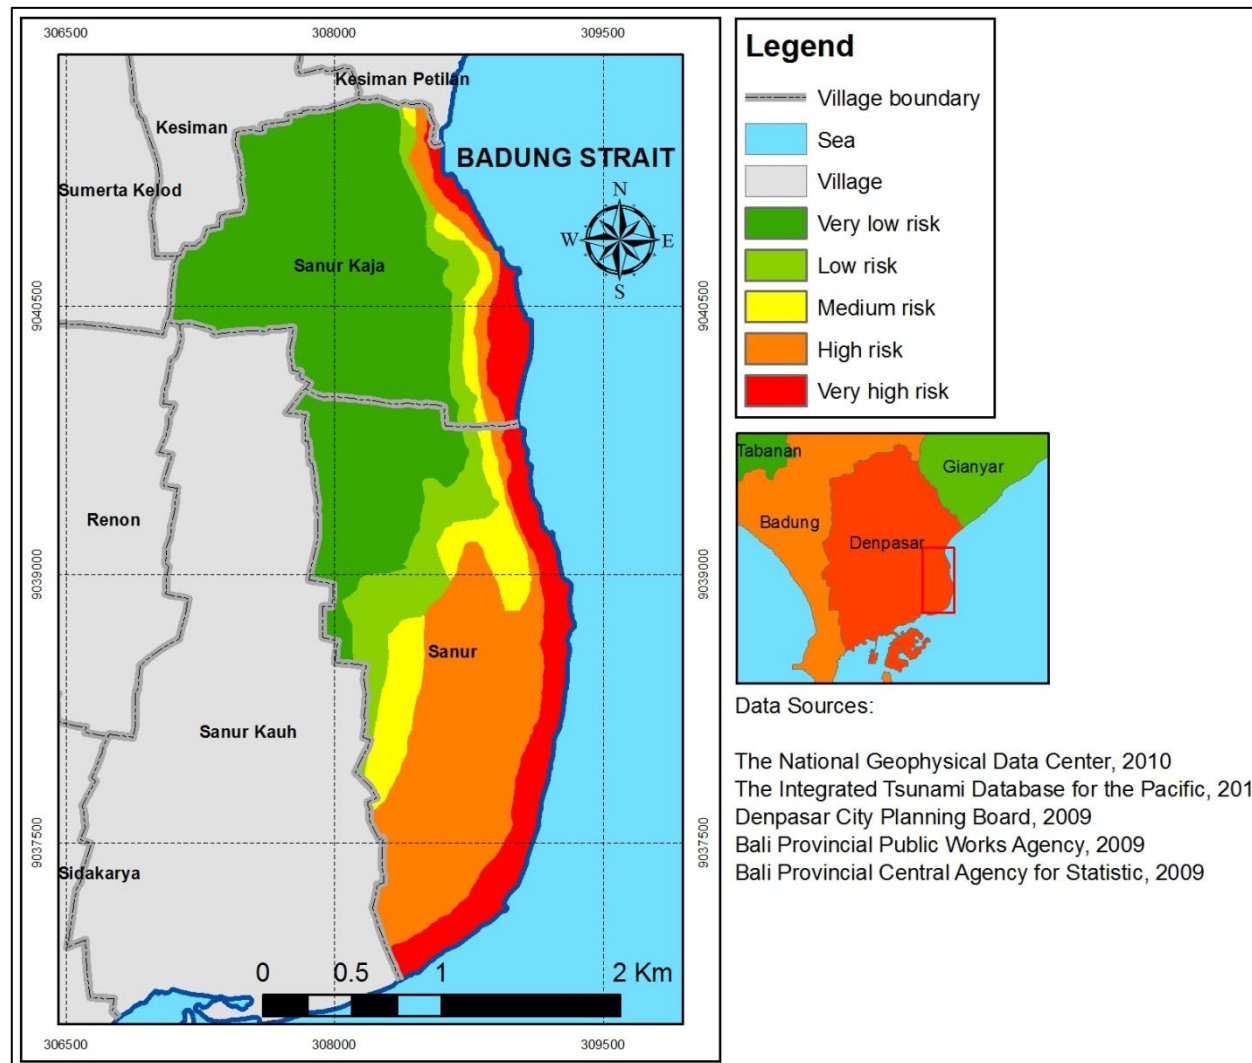 306500
308000
309500
Kesiman Petilan
Kesiman
BADUNG STRAIT
Sumerta Kelod
N
W
E
S
Sanur Kaja
9040500
9040500
Renon
9039000
9039000
Sanur
Sanur Kauh
9037500
9037500
Sidakarya
0
0.5
1
2 Km
306500
308000
309500
Legend
Village boundary
Sea
Village
Very low risk
Low risk
Medium risk
High risk
Very high risk
Tabanan
Gianyar
Badung
Denpasar
Data Sources:
The National Geophysical Data Center, 2010
The Integrated Tsunami Database for the Pacific, 201
Denpasar City Planning Board, 2009
Bali Provincial Public Works Agency, 2009
Bali Provincial Central Agency for Statistic, 2009